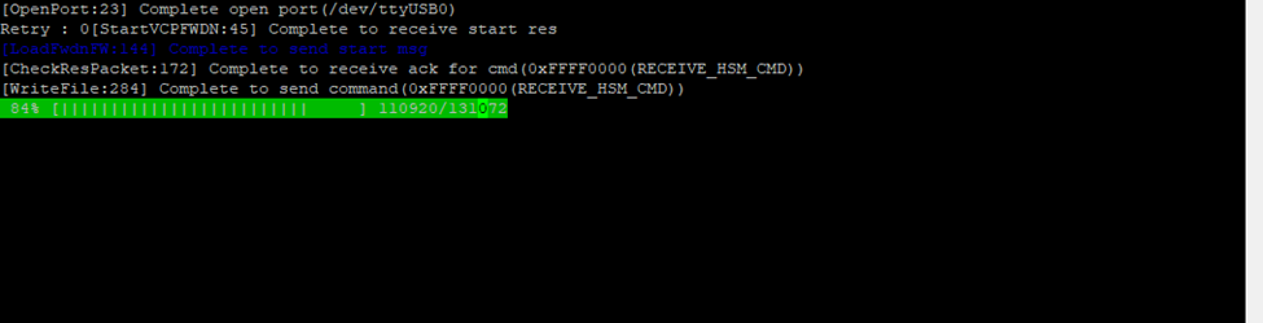 [OpenPort:23] Complete open port(/dev/ttyUSB0)
Retry : 0[StartVCPFWDN:45] Complete to receive start res
[LoadFwdnFW:144] Complete to send start msg
[CheckResPacket:172] Complete to receive ack for cmd(0xFFFF0000(RECEIVE_HSM_CMD))
[WriteFile:284] Complete to send command(0xFFFF0000(RECEIVE_HSM_CMD))
84% [|||||||||||||||||||||||||     ] 110920/131072